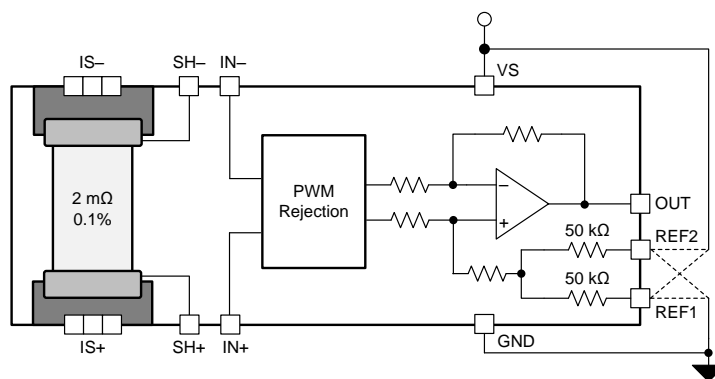 IS–
SH–
IN–
VS
2 mΩ
0.1%
PWM
Rejection
–
+
OUT
50 kΩ
REF2
50 kΩ
REF1
GND
IS+
SH+
IN+